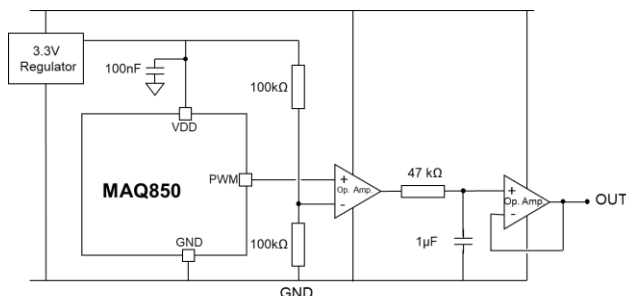 3.3V
Regulator
100nF
100kΩ
VDD
MAQ850
PWM
+
Op. Amp.
-
47 kΩ
+
Op. Amp
-
OUT
GND
100kΩ
1µF
GND